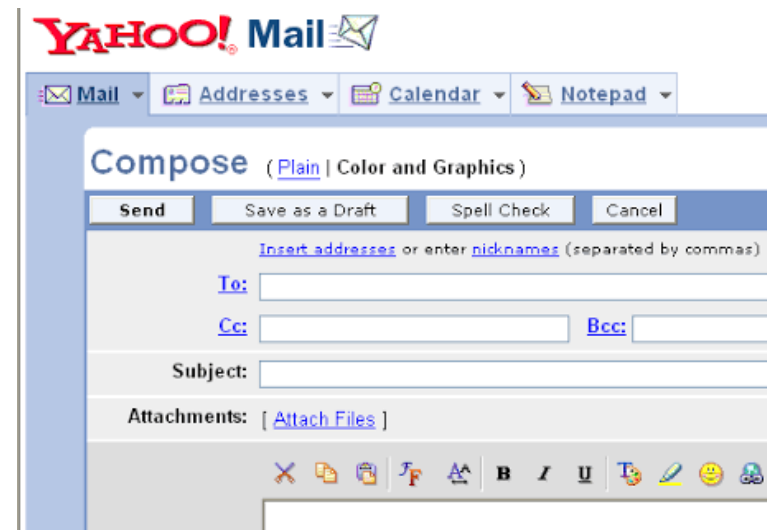 YAHOO! Mail
Mail Addresses Calendar Notepad
Compose ( Plain | Color and Graphics )
Send Save as a Draft Spell Check Cancel
Insert addresses or enter nicknames (separated by commas)
To:
Cc: Bcc:
Subject:
Attachments: [ Attach Files ]
B I U